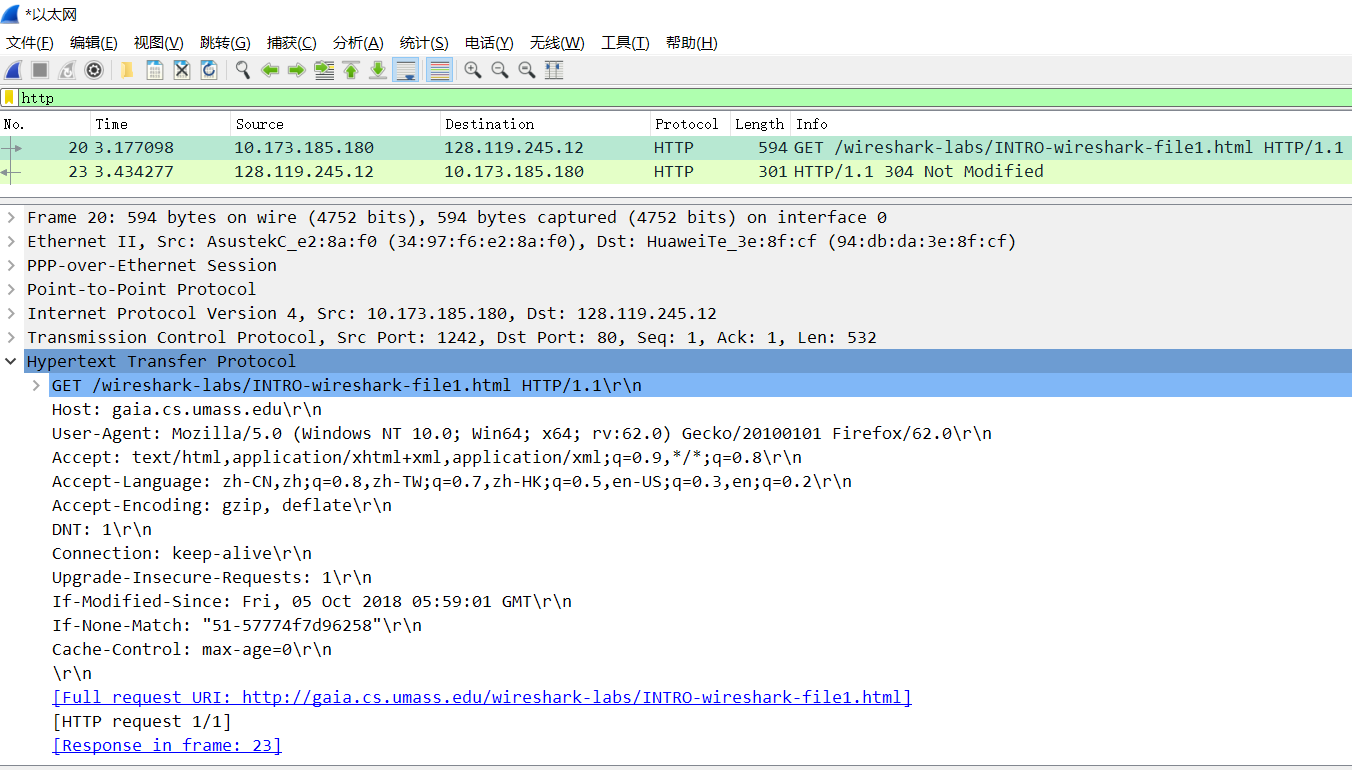 *以太网
文件(F) 编辑(E) 视图(V) 跳转(G) 捕获(C) 分析(A) 统计(S) 电话(Y) 无线(W) 工具(T) 帮助(H)
http
No. Time Source Destination Protocol Length Info
20 3.177098 10.173.185.180 128.119.245.12 HTTP 594 GET /wireshark-labs/INTRO-wireshark-file1.html HTTP/1.1
23 3.434277 128.119.245.12 10.173.185.180 HTTP 301 HTTP/1.1 304 Not Modified
Frame 20: 594 bytes on wire (4752 bits), 594 bytes captured (4752 bits) on interface 0
Ethernet II, Src: AsustekC_e2:8a:f0 (34:97:f6:e2:8a:f0), Dst: HuaweiTe_3e:8f:cf (94:db:da:3e:8f:cf)
PPP-over-Ethernet Session
Point-to-Point Protocol
Internet Protocol Version 4, Src: 10.173.185.180, Dst: 128.119.245.12
Transmission Control Protocol, Src Port: 1242, Dst Port: 80, Seq: 1, Ack: 1, Len: 532
Hypertext Transfer Protocol
GET /wireshark-labs/INTRO-wireshark-file1.html HTTP/1.1\r\n
Host: gaia.cs.umass.edu\r\n
User-Agent: Mozilla/5.0 (Windows NT 10.0; Win64; x64; rv:62.0) Gecko/20100101 Firefox/62.0\r\n
Accept: text/html,application/xhtml+xml,application/xml;q=0.9,*/*;q=0.8\r\n
Accept-Language: zh-CN,zh;q=0.8,zh-TW;q=0.7,zh-HK;q=0.5,en-US;q=0.3,en;q=0.2\r\n
Accept-Encoding: gzip, deflate\r\n
DNT: 1\r\n
Connection: keep-alive\r\n
Upgrade-Insecure-Requests: 1\r\n
If-Modified-Since: Fri, 05 Oct 2018 05:59:01 GMT\r\n
If-None-Match: "51-57774f7d96258"\r\n
Cache-Control: max-age=0\r\n
\r\n
[Full request URI: http://gaia.cs.umass.edu/wireshark-labs/INTRO-wireshark-file1.html]
[HTTP request 1/1]
[Response in frame: 23]